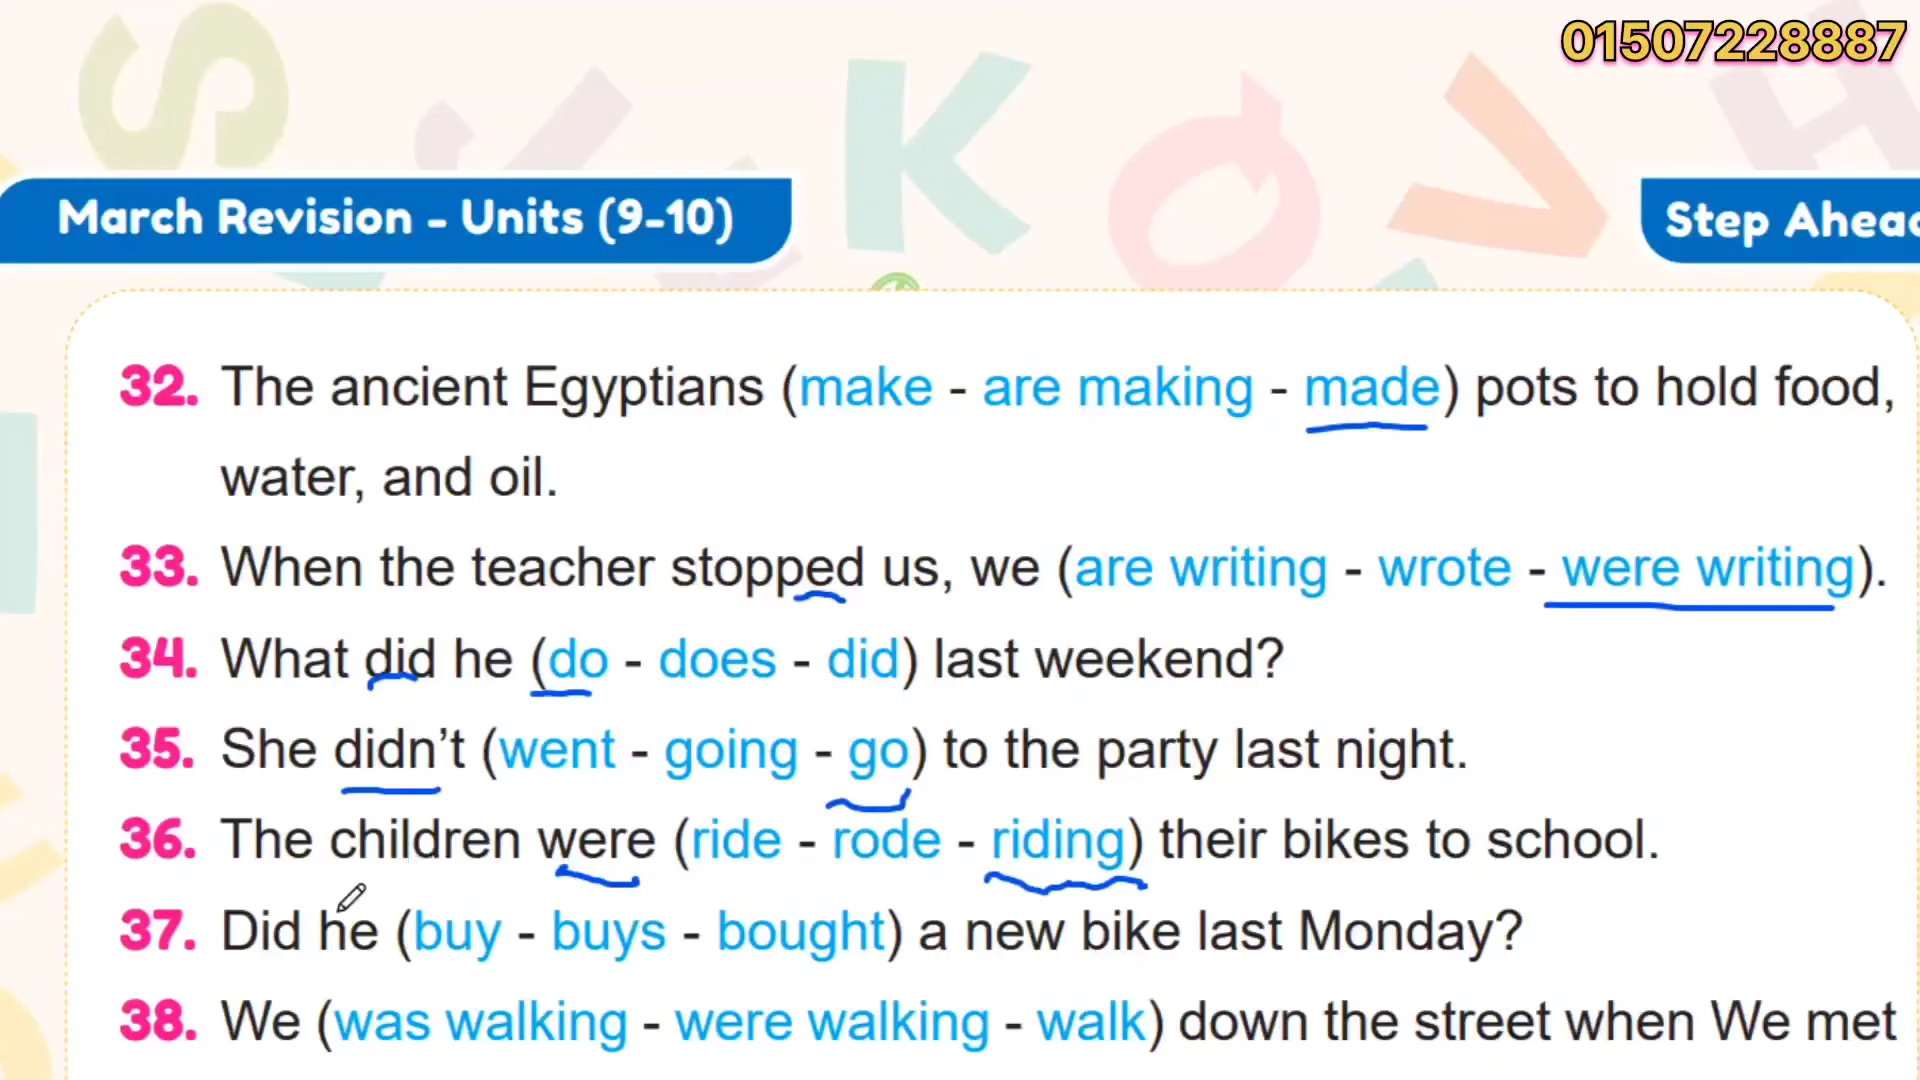 01507228887
March Revision - Units (9-10)
Step Ahead
32. The ancient Egyptians (make - are making - made) pots to hold food,
water, and oil.
33. When the teacher stopped us, we (are writing - wrote - were writing).
34. What did he (do - does - did) last weekend?
35. She didn’t (went - going - go) to the party last night.
36. The children were (ride - rode - riding) their bikes to school.
37. Did he (buy - buys - bought) a new bike last Monday?
38. We (was walking - were walking - walk) down the street when We met